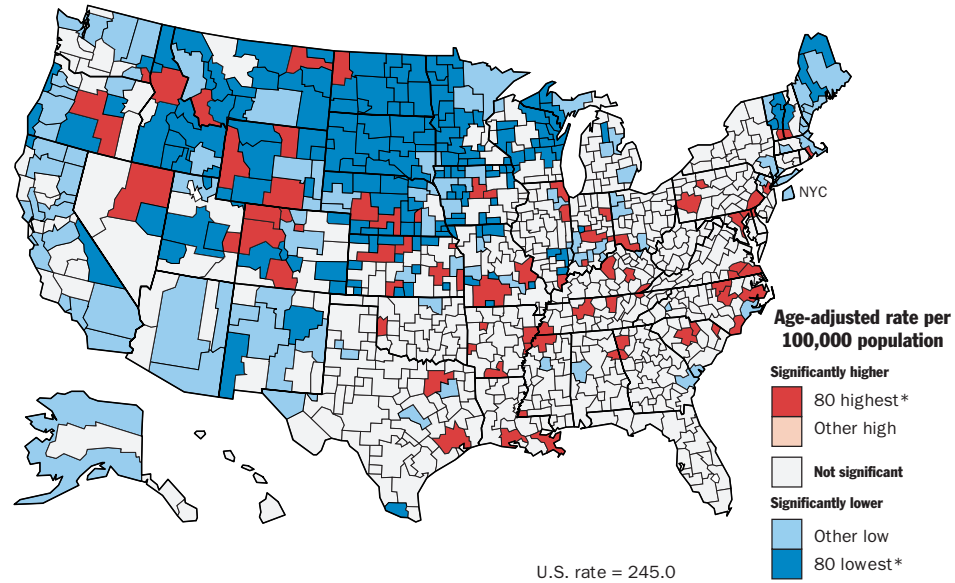 NYC
Age-adjusted rate per
100,000 population
Significantly higher
80 highest*
Other high
Not significant
Significantly lower
Other low
80 lowest*
U.S. rate = 245.0